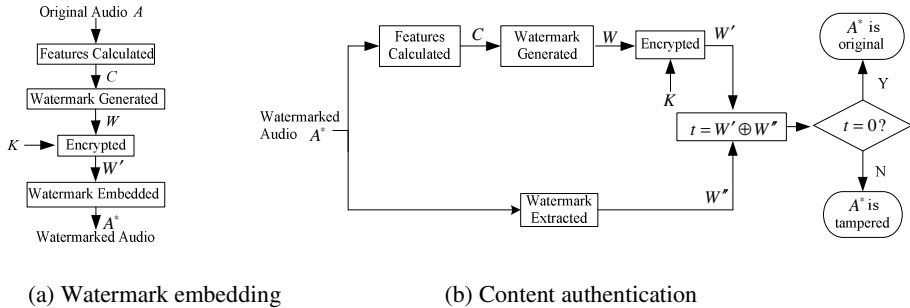 Original Audio A
Features Calculated
C
Watermark Generated
W
K
Encrypted
W′
Watermark Embedded
A*
Watermarked Audio
(a) Watermark embedding
Watermarked
Audio A*
Features
Calculated
C
Watermark
Generated
W
Encrypted
W′
K
t = W′ ⊕ W″
Watermark
Extracted
W″
t = 0?
Y
A* is
original
N
A* is
tampered
(b) Content authentication